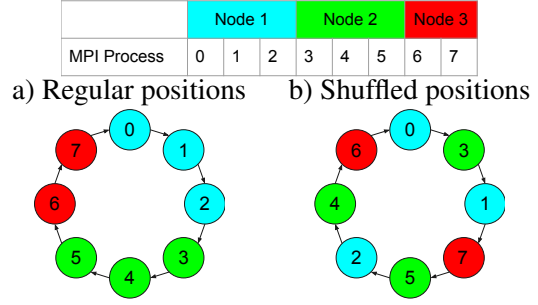 Node 1 Node 2 Node 3
MPI Process 0 1 2 3 4 5 6 7
a) Regular positions b) Shuffled positions
0 0
7 1 6 3
6 2 4 1
5 3 2 7
4 5